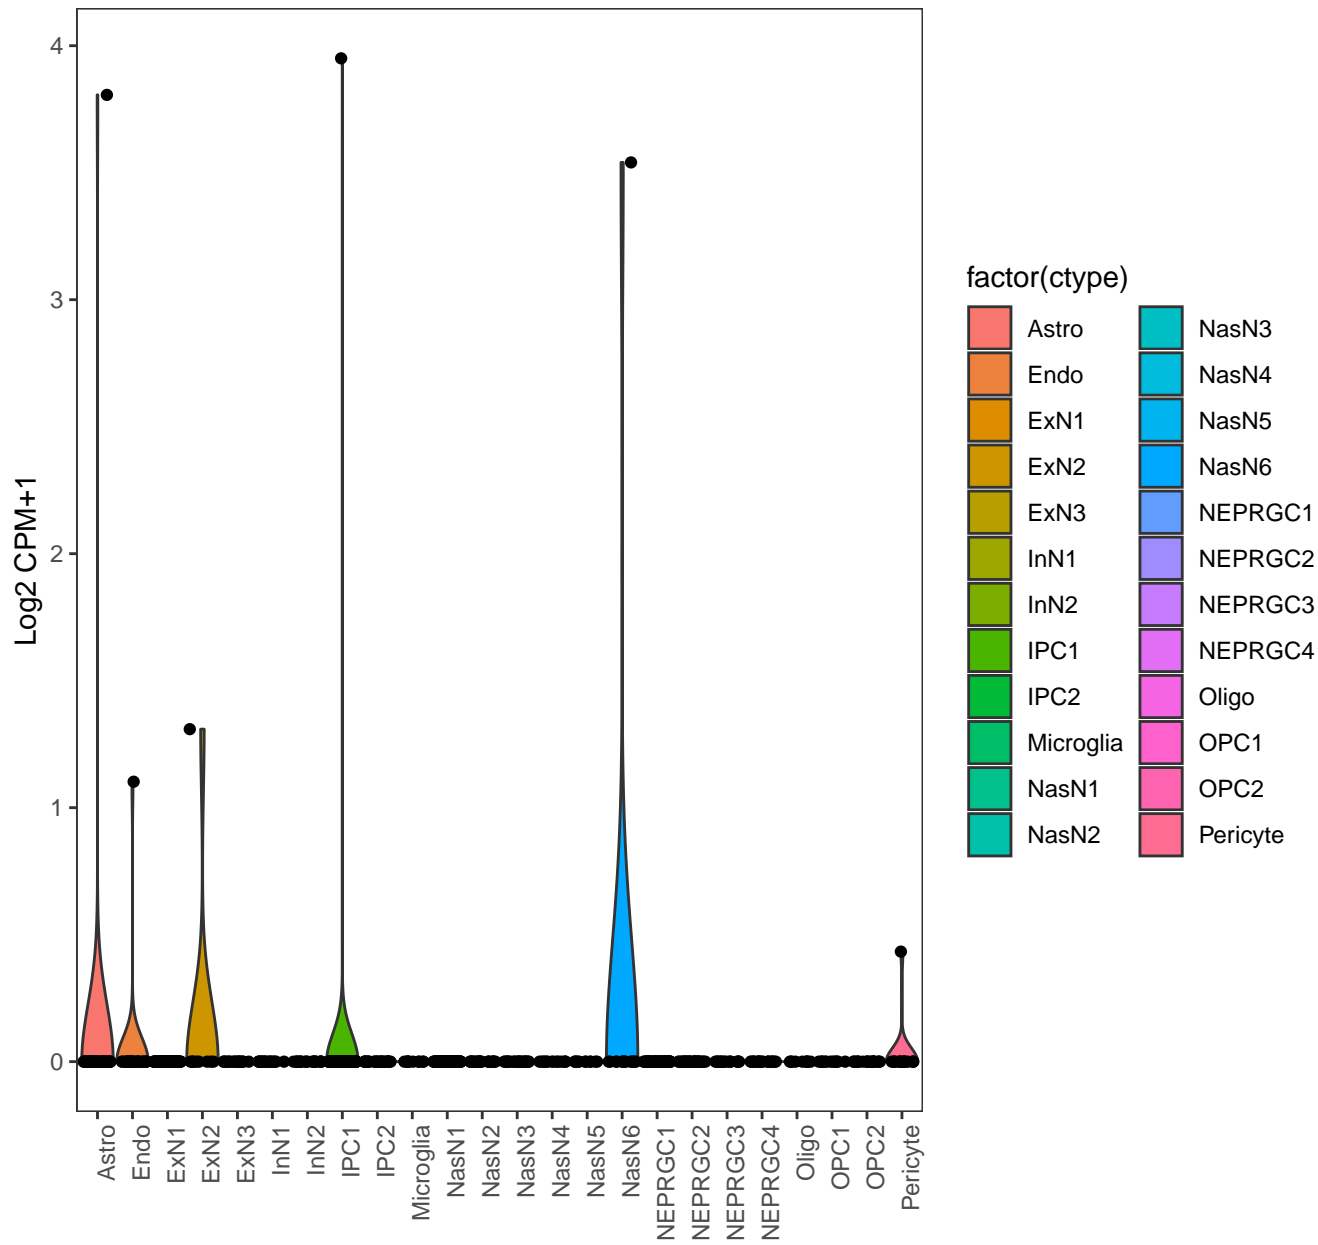 4
3
2
1
0
Log2 CPM+1
Astro
Endo
ExN1
ExN2
ExN3
InN1
InN2
IPC1
IPC2
Microglia
NasN1
NasN2
NasN3
NasN4
NasN5
NasN6
NEPRGC1
NEPRGC2
NEPRGC3
NEPRGC4
Oligo
OPC1
OPC2
Pericyte
factor(ctype)
Astro
Endo
ExN1
ExN2
ExN3
InN1
InN2
IPC1
IPC2
Microglia
NasN1
NasN2
NasN3
NasN4
NasN5
NasN6
NEPRGC1
NEPRGC2
NEPRGC3
NEPRGC4
Oligo
OPC1
OPC2
Pericyte